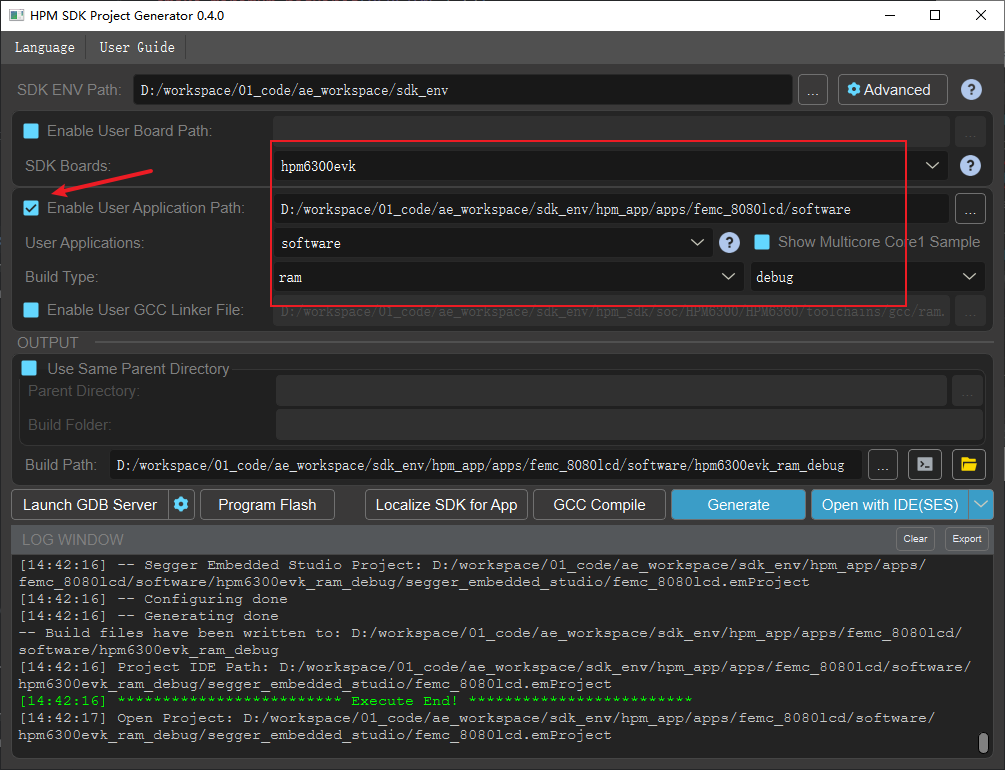 HPM SDK Project Generator 0.4.0
Language User Guide
SDK ENV Path: D:/workspace/01_code/ae_workspace/sdk_env ... Advanced ?
Enable User Board Path: ...
SDK Boards: hpm6300evk ?
Enable User Application Path: D:/workspace/01_code/ae_workspace/sdk_env/hpm_app/apps/femc_8080lcd/software ...
User Applications: software ? Show Multicore Core1 Sample
Build Type: ram debug
Enable User GCC Linker File: D:/workspace/01_code/ae_workspace/sdk_env/hpm_sdk/soc/HPM6300/HPM6360/toolchains/gcc/ram. ...
OUTPUT
Use Same Parent Directory
Parent Directory: ...
Build Folder:
Build Path: D:/workspace/01_code/ae_workspace/sdk_env/hpm_app/apps/femc_8080lcd/software/hpm6300evk_ram_debug ...
Launch GDB Server Program Flash Localize SDK for App GCC Compile Generate Open with IDE(SES)
LOG WINDOW Clear Export
[14:42:16] -- Segger Embedded Studio Project: D:/workspace/01_code/ae_workspace/sdk_env/hpm_app/apps/
femc_8080lcd/software/hpm6300evk_ram_debug/segger_embedded_studio/femc_8080lcd.emProject
[14:42:16] -- Configuring done
[14:42:16] -- Generating done
-- Build files have been written to: D:/workspace/01_code/ae_workspace/sdk_env/hpm_app/apps/femc_8080lcd/
software/hpm6300evk_ram_debug
[14:42:16] Project IDE Path: D:/workspace/01_code/ae_workspace/sdk_env/hpm_app/apps/femc_8080lcd/software/
hpm6300evk_ram_debug/segger_embedded_studio/femc_8080lcd.emProject
[14:42:16] ************************* Execute End! *************************
[14:42:17] Open Project: D:/workspace/01_code/ae_workspace/sdk_env/hpm_app/apps/femc_8080lcd/software/
hpm6300evk_ram_debug/segger_embedded_studio/femc_8080lcd.emProject